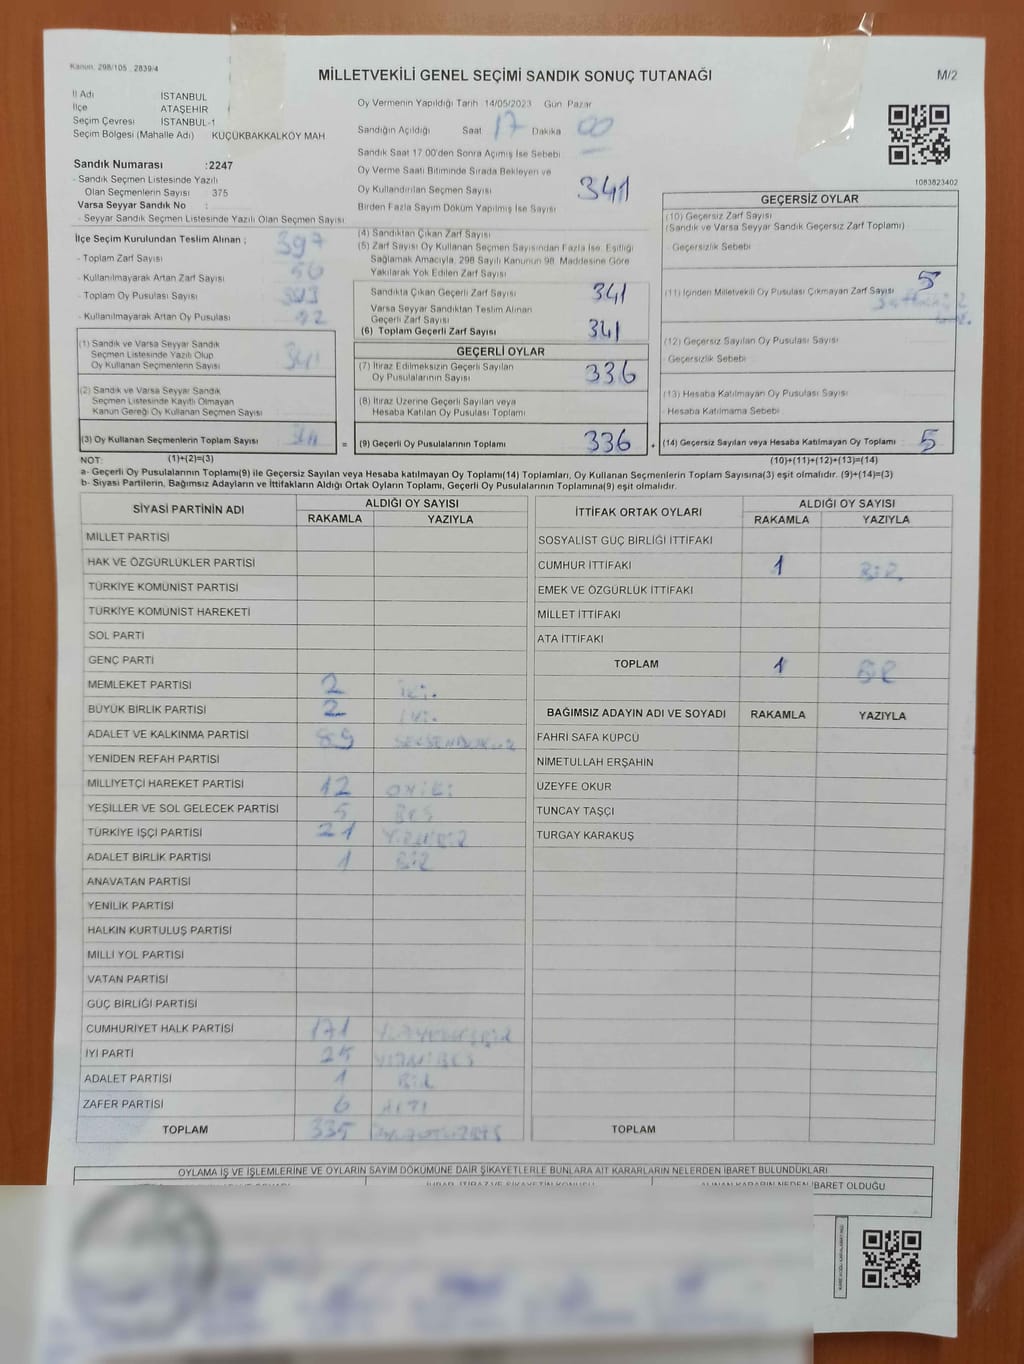 Kanun: 298/105 , 2839/4
MİLLETVEKİLİ GENEL SEÇİMİ SANDIK SONUÇ TUTANAĞI
M/2
İl Adı İSTANBUL
İlçe ATAŞEHİR
Seçim Çevresi İSTANBUL-1
Seçim Bölgesi (Mahalle Adı) KÜÇÜKBAKKALKÖY MAH
Sandık Numarası :2247
- Sandık Seçmen Listesinde Yazılı
Olan Seçmenlerin Sayısı 375
Varsa Seyyar Sandık No :
- Seyyar Sandık Seçmen Listesinde Yazılı Olan Seçmen Sayısı
İlçe Seçim Kurulundan Teslim Alınan ;
- Toplam Zarf Sayısı 397
- Kullanılmayarak Artan Zarf Sayısı
- Toplam Oy Pusulası Sayısı
- Kullanılmayarak Artan Oy Pusulası
(1) Sandık ve Varsa Seyyar Sandık
Seçmen Listesinde Yazılı Olup
Oy Kullanan Seçmenlerin Sayısı 341
(2) Sandık ve Varsa Seyyar Sandık
Seçmen Listesinde Kayıtlı Olmayan
Kanun Gereği Oy Kullanan Seçmen Sayısı
(3) Oy Kullanan Seçmenlerin Toplam Sayısı 341
Oy Vermenin Yapıldığı Tarih 14/05/2023 Gün Pazar
Sandığın Açıldığı Saat 17 Dakika 00
Sandık Saat 17:00'den Sonra Açılmış İse Sebebi
Oy Verme Saati Bitiminde Sırada Bekleyen ve
Oy Kullandırılan Seçmen Sayısı 341
Birden Fazla Sayım Döküm Yapılmış İse Sayısı
(4) Sandıktan Çıkan Zarf Sayısı
(5) Zarf Sayısı Oy Kullanan Seçmen Sayısından Fazla İse, Eşitliği
Sağlamak Amacıyla, 298 Sayılı Kanunun 98. Maddesine Göre
Yakılarak Yok Edilen Zarf Sayısı
Sandıkta Çıkan Geçerli Zarf Sayısı 341
Varsa Seyyar Sandıktan Teslim Alınan
Geçerli Zarf Sayısı
(6) Toplam Geçerli Zarf Sayısı 341
GEÇERLİ OYLAR
(7) İtiraz Edilmeksizin Geçerli Sayılan
Oy Pusulalarının Sayısı 336
(8) İtiraz Üzerine Geçerli Sayılan veya
Hesaba Katılan Oy Pusulası Toplamı
= (9) Geçerli Oy Pusulalarının Toplamı 336 +
1083823402
GEÇERSİZ OYLAR
(10) Geçersiz Zarf Sayısı
(Sandık ve Varsa Seyyar Sandık Geçersiz Zarf Toplamı)
- Geçersizlik Sebebi
(11) İçinden Milletvekili Oy Pusulası Çıkmayan Zarf Sayısı 5
(12) Geçersiz Sayılan Oy Pusulası Sayısı
- Geçersizlik Sebebi
(13) Hesaba Katılmayan Oy Pusulası Sayısı
- Hesaba Katılmama Sebebi
(14) Geçersiz Sayılan veya Hesaba Katılmayan Oy Toplamı 5
NOT: (1)+(2)=(3) (10)+(11)+(12)+(13)=(14)
a- Geçerli Oy Pusulalarının Toplamı(9) ile Geçersiz Sayılan veya Hesaba katılmayan Oy Toplamı(14) Toplamları, Oy Kullanan Seçmenlerin Toplam Sayısına(3) eşit olmalıdır. (9)+(14)=(3)
b- Siyasi Partilerin, Bağımsız Adayların ve İttifakların Aldığı Ortak Oyların Toplamı, Geçerli Oy Pusulalarının Toplamına(9) eşit olmalıdır.
SİYASİ PARTİNİN ADI ALDIĞI OY SAYISI
RAKAMLA YAZIYLA
MİLLET PARTİSİ
HAK VE ÖZGÜRLÜKLER PARTİSİ
TÜRKİYE KOMÜNİST PARTİSİ
TÜRKİYE KOMÜNİST HAREKETİ
SOL PARTİ
GENÇ PARTİ
MEMLEKET PARTİSİ 2 iki.
BÜYÜK BİRLİK PARTİSİ 2 iki.
ADALET VE KALKINMA PARTİSİ 89 SEKSENDOKUZ
YENİDEN REFAH PARTİSİ
MİLLİYETÇİ HAREKET PARTİSİ 12 ONİKİ
YEŞİLLER VE SOL GELECEK PARTİSİ 5 BEŞ
TÜRKİYE İŞÇİ PARTİSİ 21 YİRMİBİR
ADALET BİRLİK PARTİSİ 1 BİR
ANAVATAN PARTİSİ
YENİLİK PARTİSİ
HALKIN KURTULUŞ PARTİSİ
MİLLİ YOL PARTİSİ
VATAN PARTİSİ
GÜÇ BİRLİĞİ PARTİSİ
CUMHURİYET HALK PARTİSİ 171
İYİ PARTİ 25 YİRMİBEŞ
ADALET PARTİSİ 1 BİR
ZAFER PARTİSİ 6 ALTI
TOPLAM 335
İTTİFAK ORTAK OYLARI ALDIĞI OY SAYISI
RAKAMLA YAZIYLA
SOSYALİST GÜÇ BİRLİĞİ İTTİFAKI
CUMHUR İTTİFAKI 1 BİR.
EMEK VE ÖZGÜRLÜK İTTİFAKI
MİLLET İTTİFAKI
ATA İTTİFAKI
TOPLAM 1 BİR
BAĞIMSIZ ADAYIN ADI VE SOYADI RAKAMLA YAZIYLA
FAHRİ SAFA KÜPCÜ
NİMETULLAH ERŞAHİN
ÜZEYFE OKUR
TUNCAY TAŞÇI
TURGAY KARAKUŞ
TOPLAM
OYLAMA İŞ VE İŞLEMLERİNE VE OYLARIN SAYIM DÖKÜMÜNE DAİR ŞİKAYETLERLE BUNLARA AİT KARARLARIN NELERDEN İBARET BULUNDUKLARI
ALINAN KARARIN NEDEN İBARET OLDUĞU